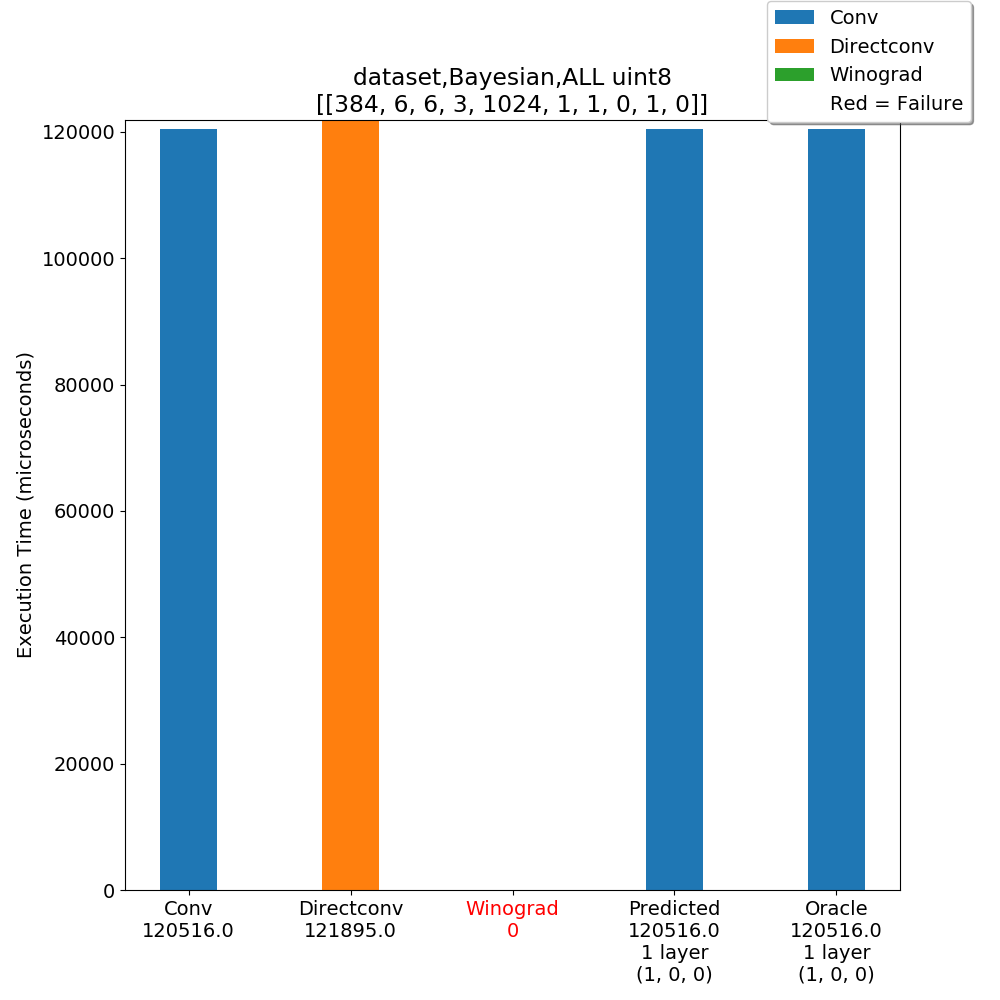 Conv
Directconv
Winograd
Red = Failure
dataset,Bayesian,ALL uint8
[[384, 6, 6, 3, 1024, 1, 1, 0, 1, 0]]
120000
100000
80000
60000
40000
20000
0
Execution Time (microseconds)
Conv
120516.0
Directconv
121895.0
Winograd
0
Predicted
120516.0
1 layer
(1, 0, 0)
Oracle
120516.0
1 layer
(1, 0, 0)